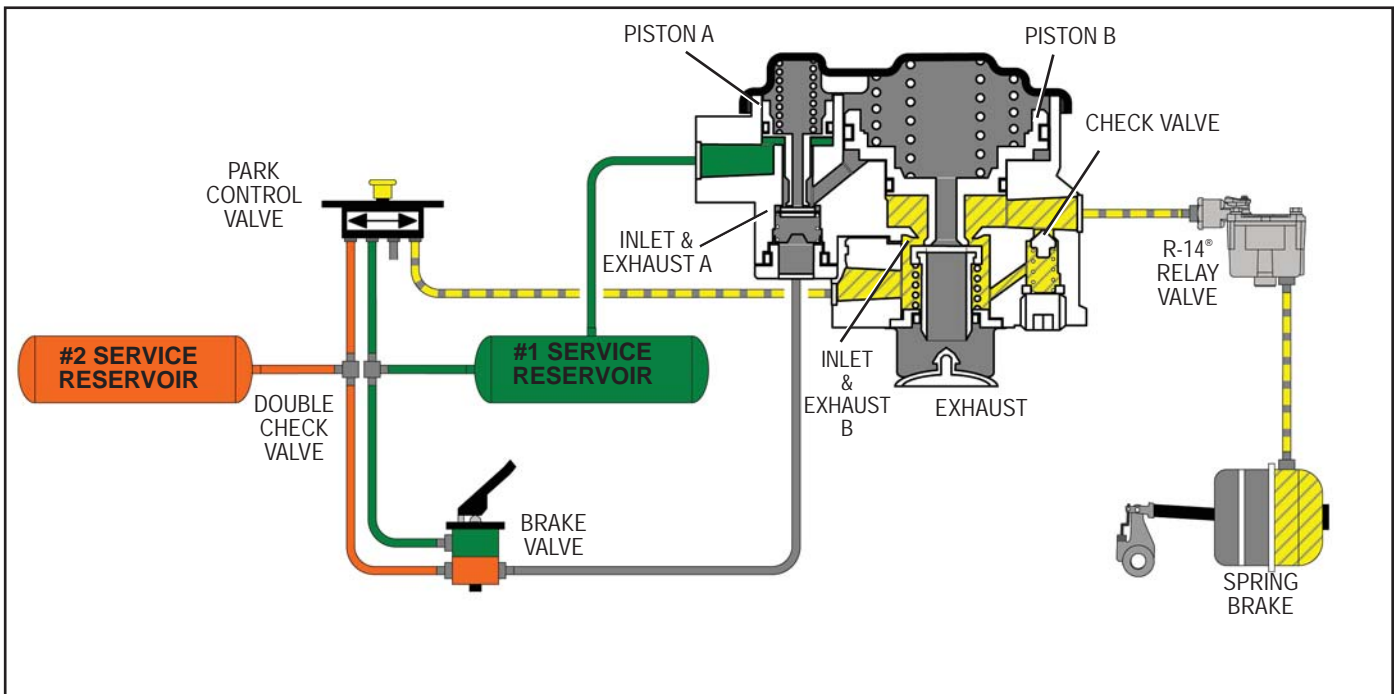 PISTON A
PISTON B
CHECK VALVE
PARK
CONTROL
VALVE
INLET &
EXHAUST A
R-14®
RELAY
VALVE
#2 SERVICE
RESERVOIR
#1 SERVICE
RESERVOIR
INLET
&
EXHAUST
B
EXHAUST
DOUBLE
CHECK
VALVE
BRAKE
VALVE
SPRING
BRAKE